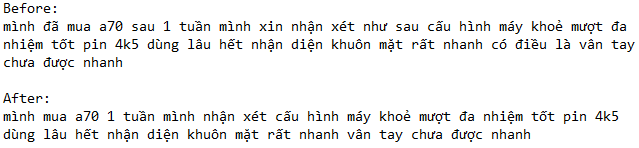 Before:
mình đã mua a70 sau 1 tuần mình xin nhận xét như sau cấu hình máy khoẻ mượt đa
nhiệm tốt pin 4k5 dùng lâu hết nhận diện khuôn mặt rất nhanh có điều là vân tay
chưa được nhanh

After:
mình mua a70 1 tuần mình nhận xét cấu hình máy khoẻ mượt đa nhiệm tốt pin 4k5
dùng lâu hết nhận diện khuôn mặt rất nhanh vân tay chưa được nhanh